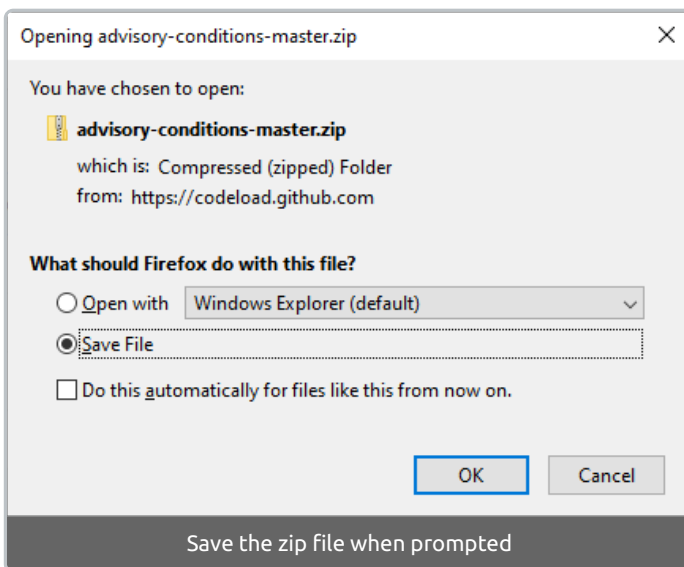 Opening advisory-conditions-master.zip
You have chosen to open:
advisory-conditions-master.zip
which is: Compressed (zipped) Folder
from: https://codeload.github.com
What should Firefox do with this file?
Open with Windows Explorer (default)
Save File
Do this automatically for files like this from now on.
OK Cancel
Save the zip file when prompted